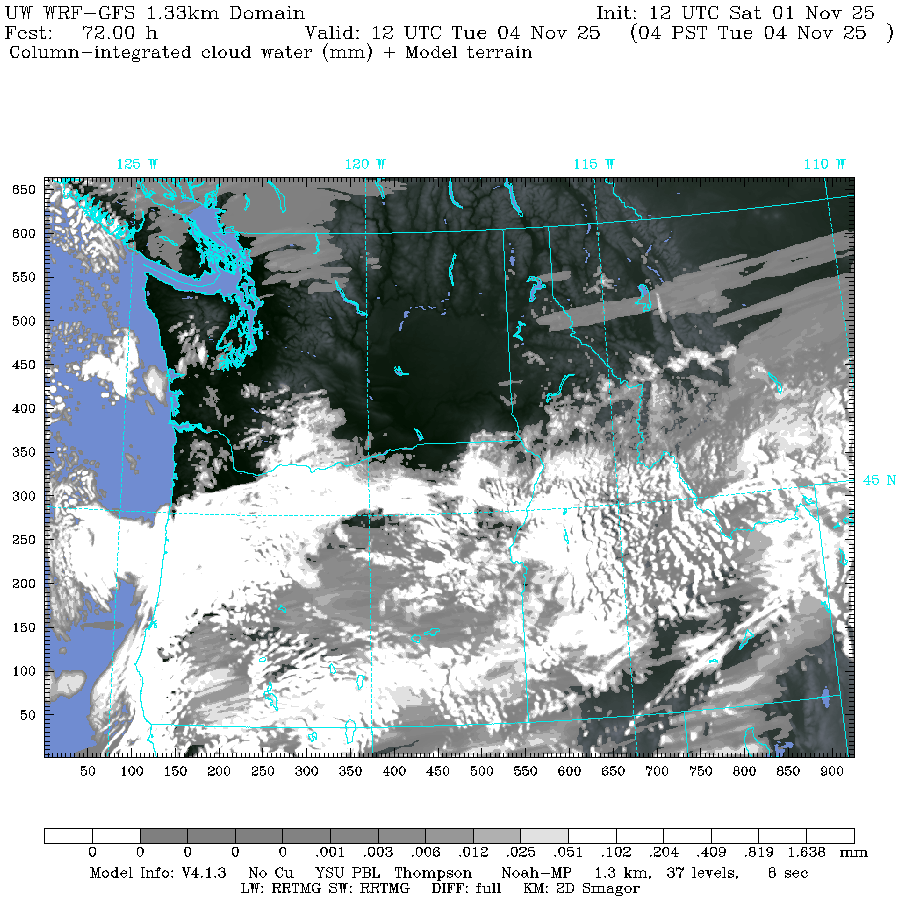 UW WRF-GFS 1.33km Domain Init: 12 UTC Sat 01 Nov 25
Fcst: 72.00 h Valid: 12 UTC Tue 04 Nov 25 (04 PST Tue 04 Nov 25 )
Column-integrated cloud water (mm) + Model terrain
125 W 120 W 115 W 110 W
650
600
550
500
450
400
350
300
250
200
150
100
50
45 N
50 100 150 200 250 300 350 400 450 500 550 600 650 700 750 800 850 900
0 0 0 0 0 .001 .003 .006 .012 .025 .051 .102 .204 .409 .819 1.638 mm
Model Info: V4.1.3 No Cu YSU PBL Thompson Noah-MP 1.3 km, 37 levels, 8 sec
LW: RRTMG SW: RRTMG DIFF: full KM: 2D Smagor